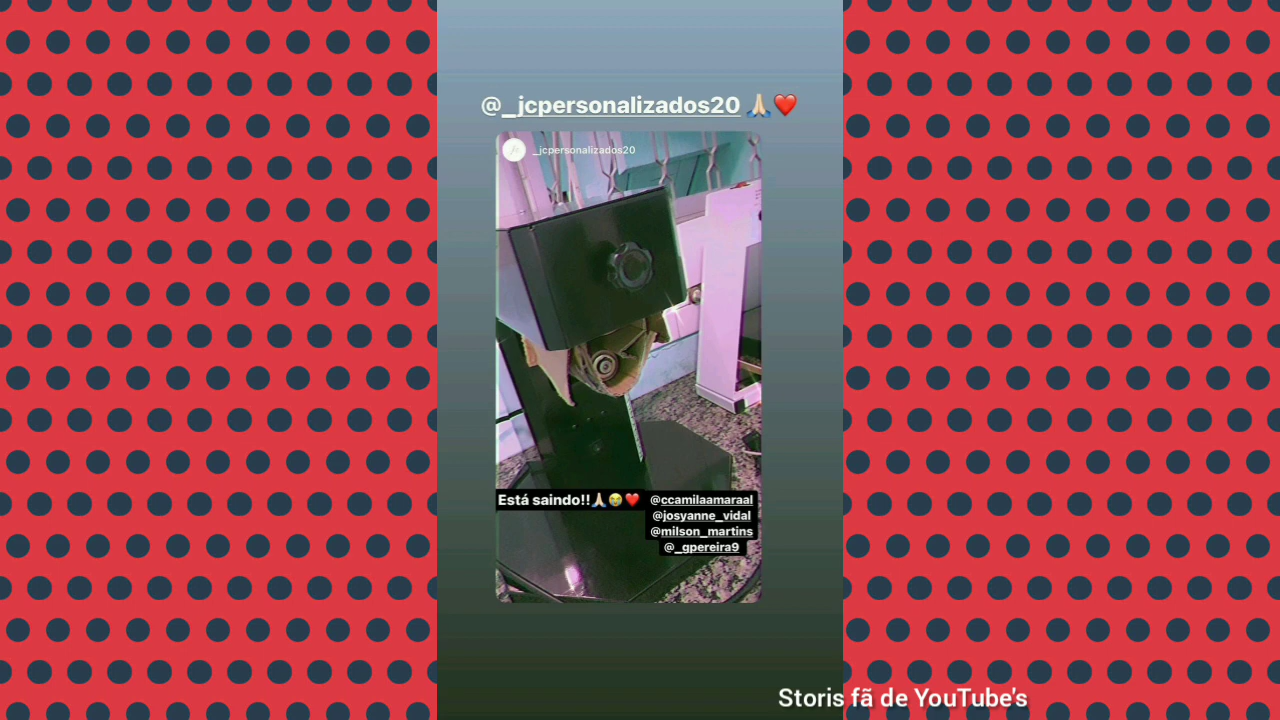 @_jcpersonalizados20 🙏🏻❤️
_jcpersonalizados20
Está saindo!!🙏🏻😭❤️
@ccamilaamaraal
@josyanne_vidal
@milson_martins
@_gpereira9
Storis fã de YouTube's